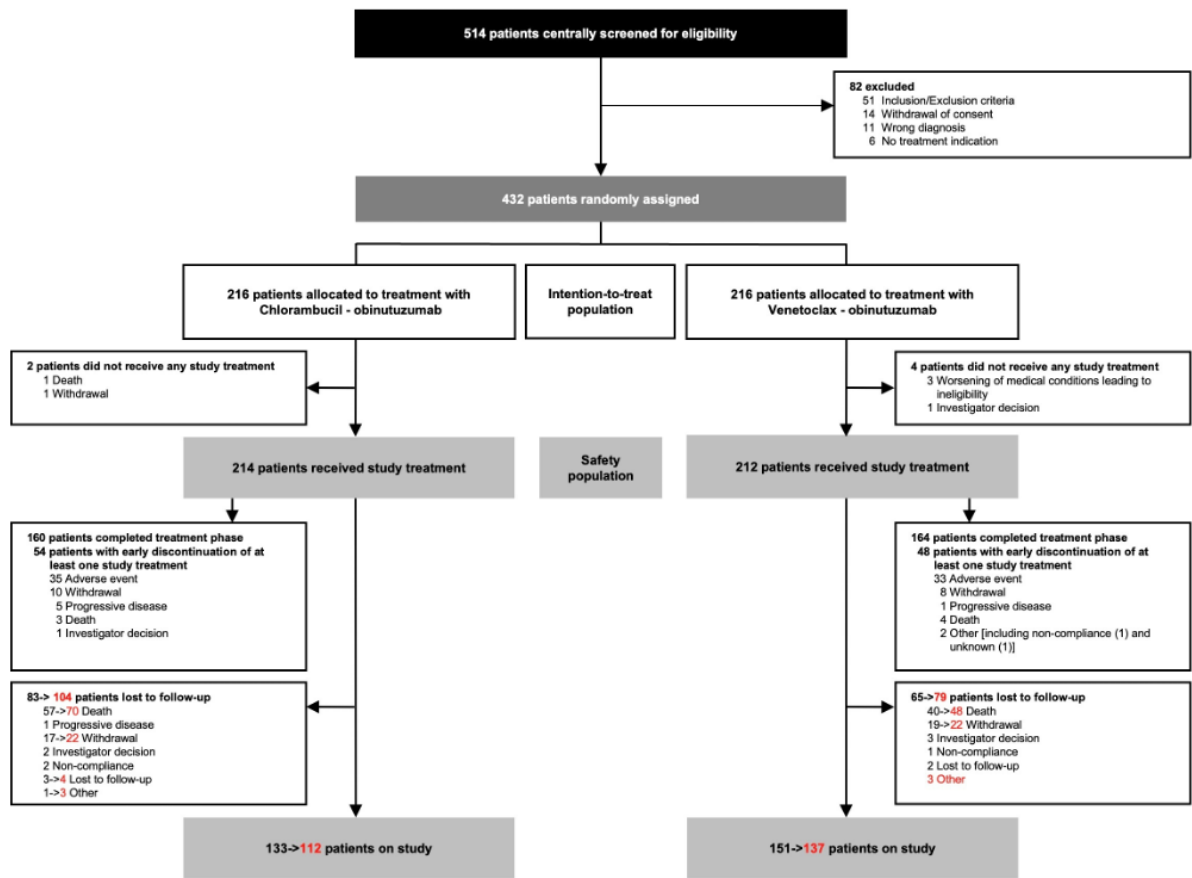 514 patients centrally screened for eligibility
82 excluded
51 Inclusion/Exclusion criteria
14 Withdrawal of consent
11 Wrong diagnosis
6 No treatment indication
432 patients randomly assigned
216 patients allocated to treatment with
Chlorambucil - obinutuzumab
Intention-to-treat
population
216 patients allocated to treatment with
Venetoclax - obinutuzumab
2 patients did not receive any study treatment
1 Death
1 Withdrawal
4 patients did not receive any study treatment
3 Worsening of medical conditions leading to
ineligibility
1 Investigator decision
214 patients received study treatment
Safety
population
212 patients received study treatment
160 patients completed treatment phase
54 patients with early discontinuation of at
least one study treatment
35 Adverse event
10 Withdrawal
5 Progressive disease
3 Death
1 Investigator decision
164 patients completed treatment phase
48 patients with early discontinuation of at
least one study treatment
33 Adverse event
8 Withdrawal
1 Progressive disease
4 Death
2 Other [including non-compliance (1) and
unknown (1)]
83-> 104 patients lost to follow-up
57->70 Death
1 Progressive disease
17->22 Withdrawal
2 Investigator decision
2 Non-compliance
3->4 Lost to follow-up
1->3 Other
65->79 patients lost to follow-up
40->48 Death
19->22 Withdrawal
3 Investigator decision
1 Non-compliance
2 Lost to follow-up
3 Other
133->112 patients on study
151->137 patients on study